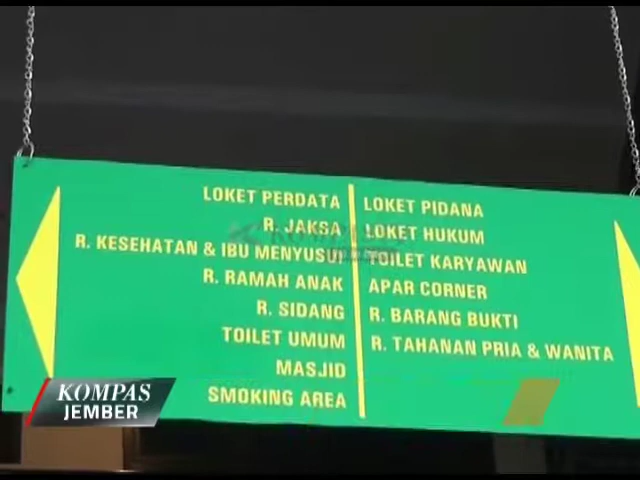 LOKET PERDATA
R. JAKSA
R. KESEHATAN & IBU MENYUSUI
R. RAMAH ANAK
R. SIDANG
TOILET UMUM
MASJID
SMOKING AREA
LOKET PIDANA
LOKET HUKUM
TOILET KARYAWAN
APAR CORNER
R. BARANG BUKTI
R. TAHANAN PRIA & WANITA
KOMPAS
KOMPAS
JEMBER